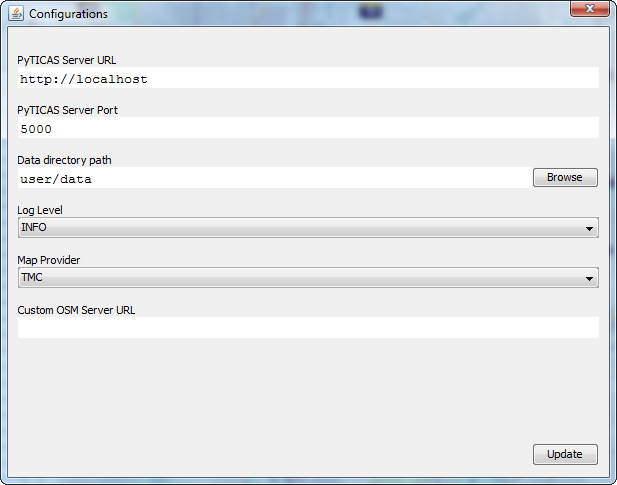 Configurations
PyTICAS Server URL
http://localhost
PyTICAS Server Port
5000
Data directory path
user/data
Browse
Log Level
INFO
Map Provider
TMC
Custom OSM Server URL
Update